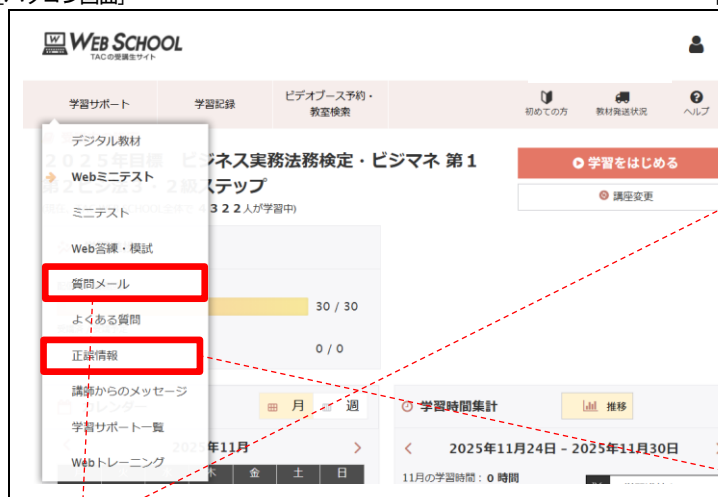 パソコン画面]
WEB SCHOOL
TACの受講生サイト
学習サポート
学習記録
ビデオブース予約・
教室検索
初めての方
教材発送状況
ヘルプ
デジタル教材
Webミニテスト
ミニテスト
Web答練・模試
質問メール
よくある質問
正誤情報
講師からのメッセージ
学習サポート一覧
Webトレーニング
2025年目標 ビジネス実務法務検定・ビジマネ 第1
第2ビジ法3・2級ステップ
4322人が学習中)
学習をはじめる
講座変更
30 / 30
0 / 0
月
週
2025年11月
木 金 土 日
学習時間集計
推移
2025年11月24日 – 2025年11月30日
11月の学習時間：0 時間